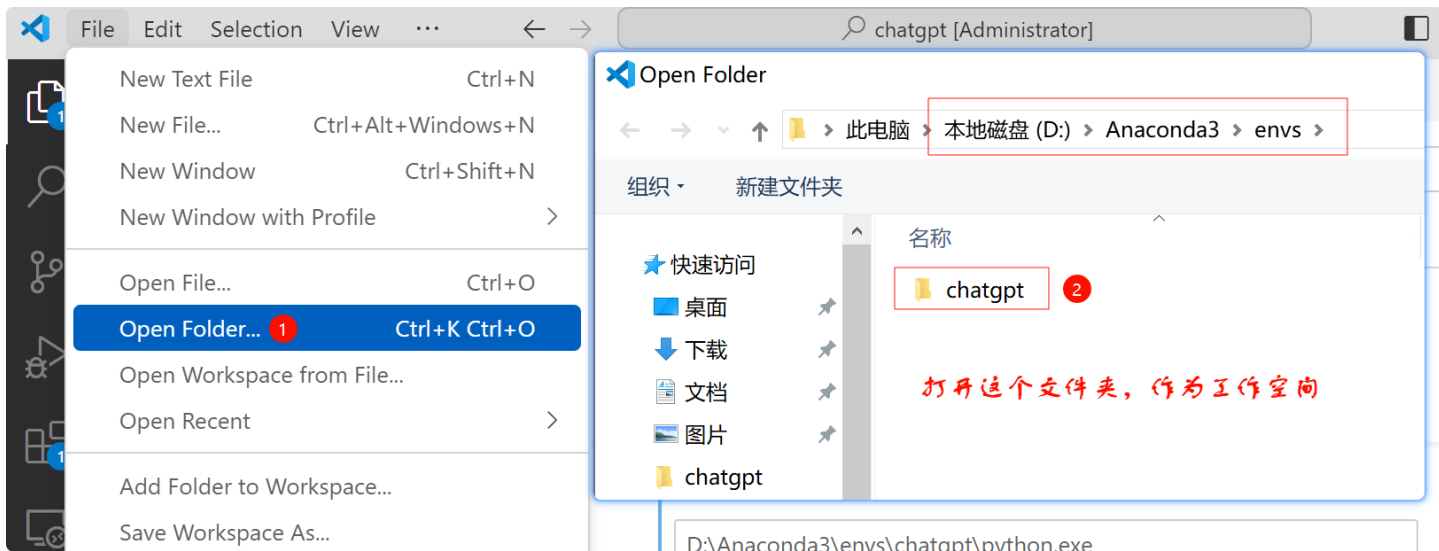 File Edit Selection View ··· ← → chatgpt [Administrator]
New Text File Ctrl+N
New File... Ctrl+Alt+Windows+N
New Window Ctrl+Shift+N
New Window with Profile >
Open File... Ctrl+O
Open Folder... 1 Ctrl+K Ctrl+O
Open Workspace from File...
Open Recent >
Add Folder to Workspace...
Save Workspace As...
1
1
Open Folder
此电脑 > 本地磁盘 (D:) > Anaconda3 > envs >
组织 新建文件夹
快速访问
桌面
下载
文档
图片
chatgpt
名称
chatgpt 2
打开这个文件夹，作为工作空间
D:\Anaconda3\envs\chatgpt\python.exe